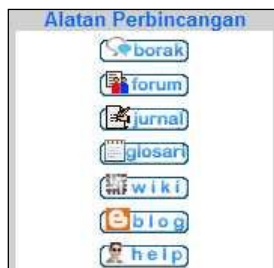 Alatan Perbincangan
borak
forum
jurnal
glosari
wiki
blog
help